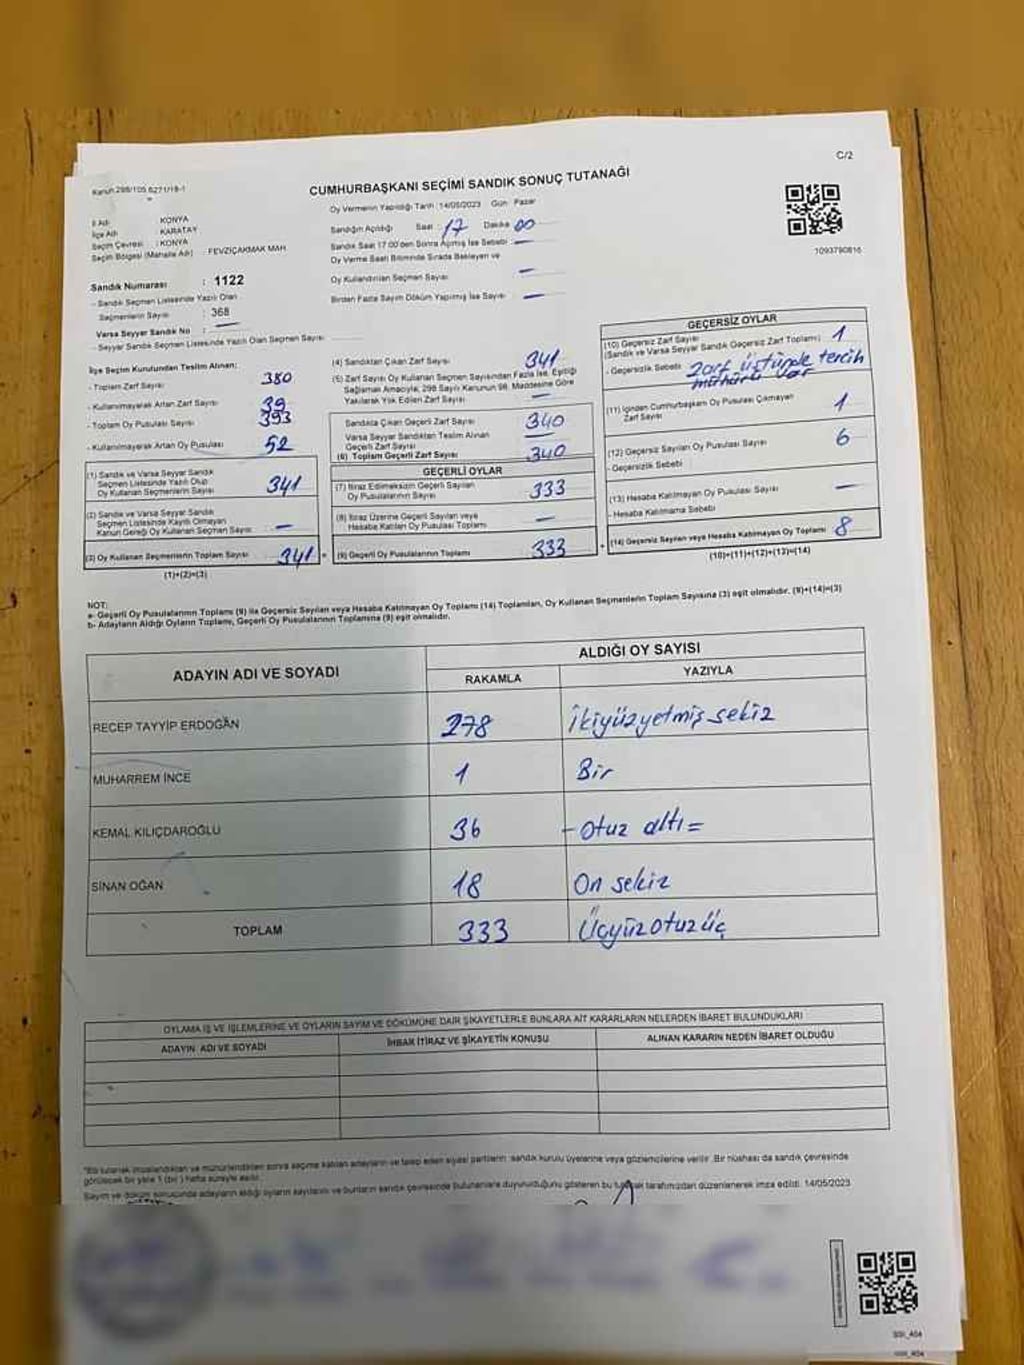 C/2
Kanun:298/105 6271/18-1
CUMHURBAŞKANI SEÇİMİ SANDIK SONUÇ TUTANAĞI
İl Adı : KONYA
İlçe Adı : KARATAY
Seçim Çevresi : KONYA
Seçim Bölgesi (Mahalle Adı) : FEVZİÇAKMAK MAH.
Sandık Numarası : 1122
- Sandık Seçmen Listesinde Yazılı Olan
Seçmenlerin Sayısı : 368
Varsa Seyyar Sandık No : —
- Seyyar Sandık Seçmen Listesinde Yazılı Olan Seçmen Sayısı :
Oy Vermenin Yapıldığı Tarih :14/05/2023 Gün Pazar
Sandığın Açıldığı Saat : 17 Dakika 00
Sandık Saat 17:00'den Sonra Açılmış İse Sebebi : —
Oy Verme Saati Bitiminde Sırada Bekleyen ve
Oy Kullandırılan Seçmen Sayısı —
Birden Fazla Sayım Döküm Yapılmış İse Sayısı : —
1093790816
İlçe Seçim Kurulundan Teslim Alınan:
- Toplam Zarf Sayısı 380
- Kullanılmayarak Artan Zarf Sayısı 39
- Toplam Oy Pusulası Sayısı 393
- Kullanılmayarak Artan Oy Pusulası 52
(1) Sandık ve Varsa Seyyar Sandık
Seçmen Listesinde Yazılı Olup
Oy Kullanan Seçmenlerin Sayısı 341
(2) Sandık ve Varsa Seyyar Sandık
Seçmen Listesinde Kayıtlı Olmayan
Kanun Gereği Oy Kullanan Seçmen Sayısı —
(3) Oy Kullanan Seçmenlerin Toplam Sayısı 341 =
(1)+(2)=(3)
(4) Sandıktan Çıkan Zarf Sayısı 341
(5) Zarf Sayısı Oy Kullanan Seçmen Sayısından Fazla İse, Eşitliği
Sağlamak Amacıyla; 298 Sayılı Kanunun 98. Maddesine Göre
Yakılarak Yok Edilen Zarf Sayısı —
Sandıkta Çıkan Geçerli Zarf Sayısı 340
Varsa Seyyar Sandıktan Teslim Alınan
Geçerli Zarf Sayısı —
(6) Toplam Geçerli Zarf Sayısı 340
GEÇERLİ OYLAR
(7) İtiraz Edilmeksizin Geçerli Sayılan
Oy Pusulalarının Sayısı 333
(8) İtiraz Üzerine Geçerli Sayılan veya
Hesaba Katılan Oy Pusulası Toplamı —
(9) Geçerli Oy Pusulalarının Toplamı 333 +
GEÇERSİZ OYLAR
(10) Geçersiz Zarf Sayısı 1
(Sandık ve Varsa Seyyar Sandık Geçersiz Zarf Toplamı)
- Geçersizlik Sebebi : Zarf üstünde tercih
mühürü var
(11) İçinden Cumhurbaşkanı Oy Pusulası Çıkmayan
Zarf Sayısı 1
(12) Geçersiz Sayılan Oy Pusulası Sayısı 6
- Geçersizlik Sebebi
(13) Hesaba Katılmayan Oy Pusulası Sayısı —
- Hesaba Katılmama Sebebi
(14) Geçersiz Sayılan veya Hesaba Katılmayan Oy Toplamı 8
(10)+(11)+(12)+(13)=(14)
NOT:
a- Geçerli Oy Pusulalarının Toplamı (9) ile Geçersiz Sayılan veya Hesaba Katılmayan Oy Toplamı (14) Toplamları, Oy Kullanan Seçmenlerin Toplam Sayısına (3) eşit olmalıdır. (9)+(14)=(3)
b- Adayların Aldığı Oyların Toplamı, Geçerli Oy Pusulalarının Toplamına (9) eşit olmalıdır.
ADAYIN ADI VE SOYADI
ALDIĞI OY SAYISI
RAKAMLA YAZIYLA
RECEP TAYYİP ERDOĞAN 278 İkiyüzyetmiş sekiz
MUHARREM İNCE 1 Bir
KEMAL KILIÇDAROĞLU 36 - otuz altı =
SİNAN OĞAN 18 On sekiz
TOPLAM 333 Üçyüzotuzüç
OYLAMA İŞ VE İŞLEMLERİNE VE OYLARIN SAYIM VE DÖKÜMÜNE DAİR ŞİKAYETLERLE BUNLARA AİT KARARLARIN NELERDEN İBARET BULUNDUKLARI
ADAYIN ADI VE SOYADI İHBAR İTİRAZ VE ŞİKAYETİN KONUSU ALINAN KARARIN NEDEN İBARET OLDUĞU
*Bu tutanak imzalandıktan ve mühürlendikten sonra seçime katılan adayların ve talep eden siyasi partilerin sandık kurulu üyelerine veya gözlemcilerine verilir. Bir nüshası da sandık çevresinde
görülecek bir yere 1 (bir) hafta süreyle asılır.
Sayım ve döküm sonucunda adayların aldığı oyların sayılarını ve bunların sandık çevresinde bulunanlara duyurulduğunu gösteren bu tutanak tarafımızdan düzenlenerek imza edildi. 14/05/2023
SSI_404